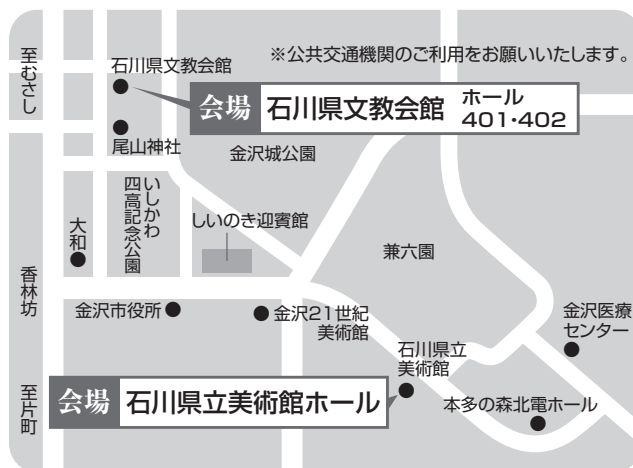 至むさし
石川県文教会館
※公共交通機関のご利用をお願いいたします。
会場 石川県文教会館 ホール
401・402
尾山神社
金沢城公園
いしかわ
四高記念公園
しいのき迎賓館
大和
兼六園
香林坊
金沢市役所
金沢21世紀
美術館
金沢医療
センター
石川県立
美術館
至片町
会場 石川県立美術館ホール
本多の森北電ホール